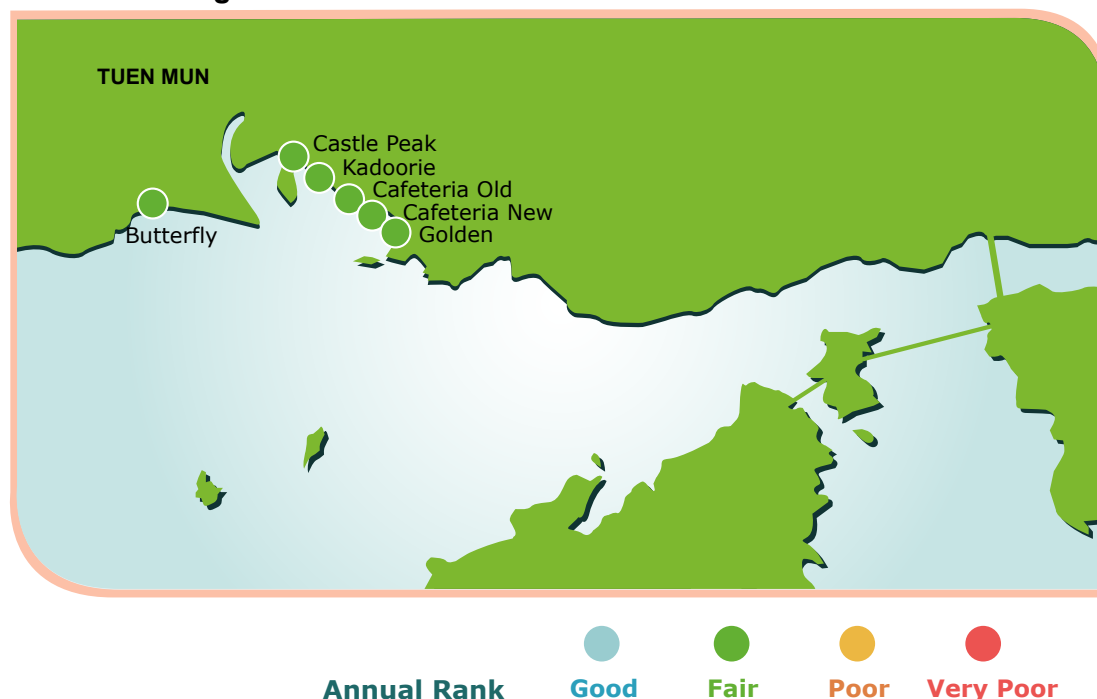 TUEN MUN
Castle Peak
Kadoorie
Cafeteria Old
Cafeteria New
Golden
Butterfly
Annual Rank
Good
Fair
Poor
Very Poor